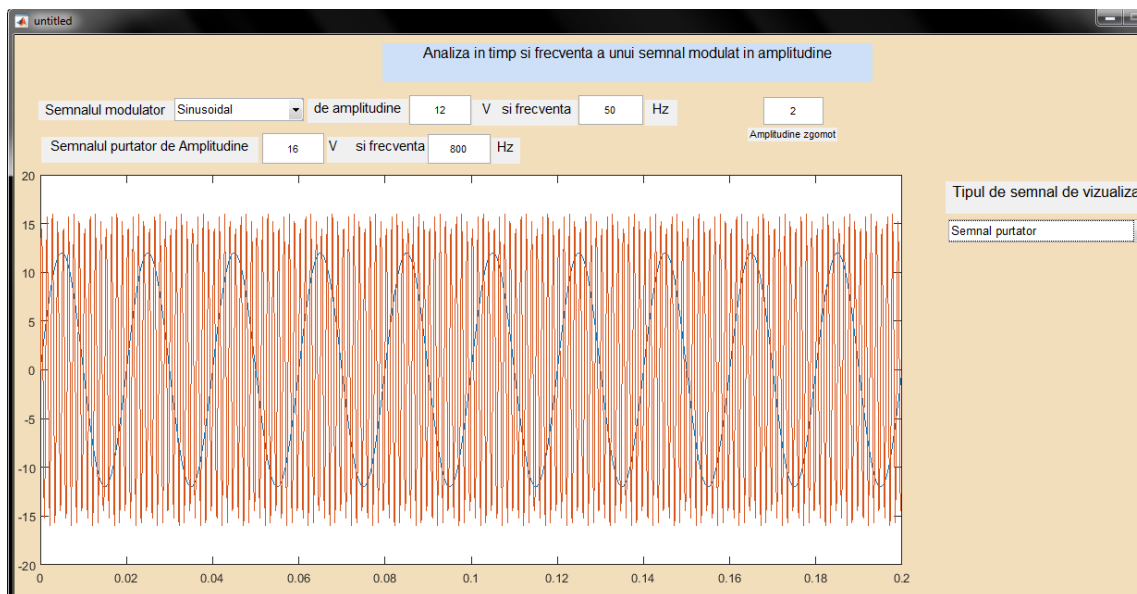 untitled
Analiza in timp si frecventa a unui semnal modulat in amplitudine
Semnalul modulator Sinusoidal de amplitudine 12 V si frecventa 50 Hz 2
Amplitudine zgomot
Semnalul purtator de Amplitudine 16 V si frecventa 800 Hz
Tipul de semnal de vizualiza
Semnal purtator
20
15
10
5
0
-5
-10
-15
-20
0 0.02 0.04 0.06 0.08 0.1 0.12 0.14 0.16 0.18 0.2